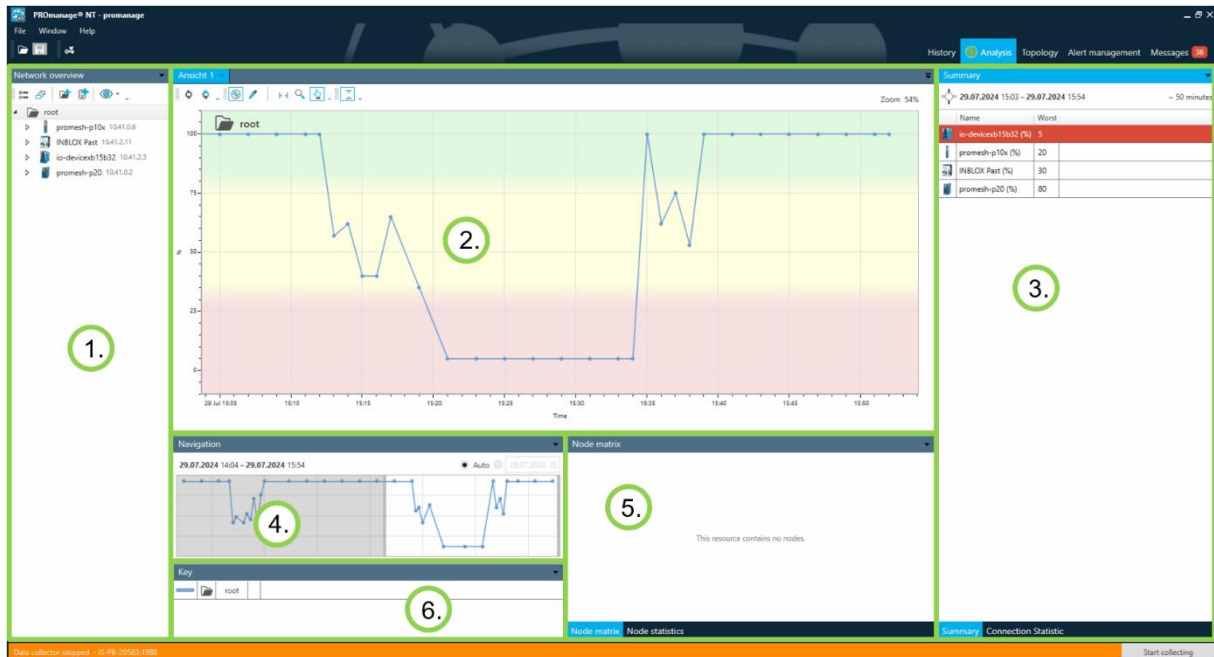 PROmanage® NT - promanage
File Window Help
History Analysis Topology Alert management Messages 36
Network overview
root
promesh-p10x 10.41.0.6
INBLOX Past 10.41.2.11
io-devicexb15b32 10.41.2.3
promesh-p20 10.41.0.2
1.
Ansicht 1
Zoom 54%
root
100
75
50
25
0
%
2.
29 Jul 15:05 15:10 15:15 15:20 15:25 15:30 15:35 15:40 15:45 15:50
Time
Summary
29.07.2024 15:03 – 29.07.2024 15:54 ~ 50 minutes
Name Worst
io-devicexb15b32 (%) 5
promesh-p10x (%) 20
INBLOX Past (%) 30
promesh-p20 (%) 80
3.
Summary Connection Statistic
Navigation
29.07.2024 14:04 – 29.07.2024 15:54 Auto
4.
Key
root
6.
Node matrix
5.
This resource contains no nodes.
Node matrix Node statistics
Data collector stopped - IS-PB-20503:1988
Start collecting